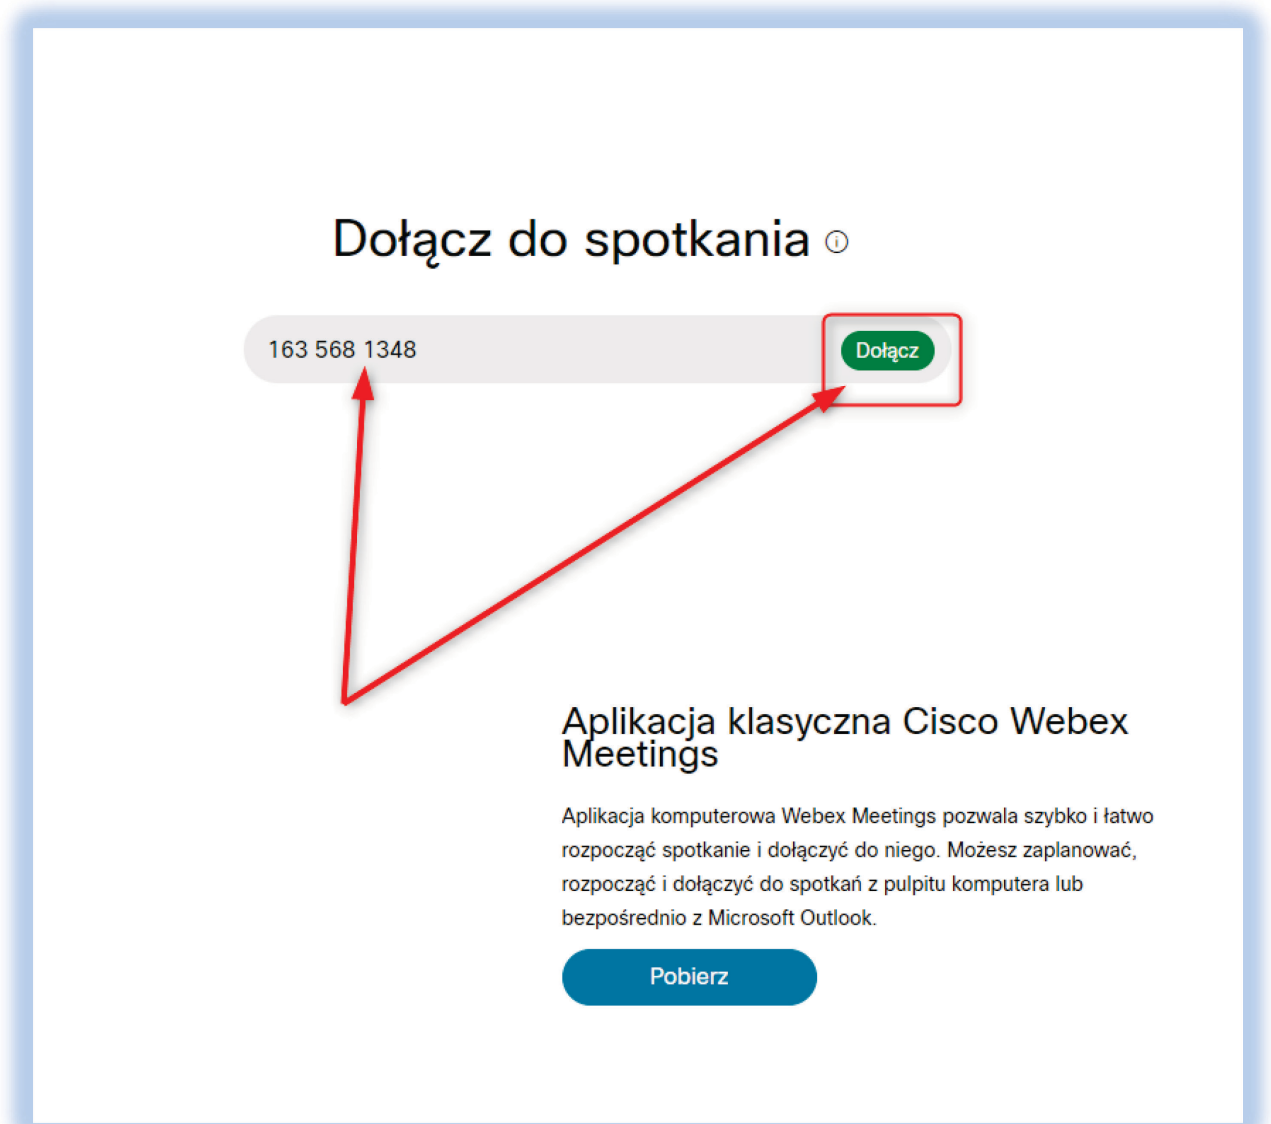 Dołącz do spotkania
163 568 1348
Dołącz
Aplikacja klasyczna Cisco Webex
Meetings
Aplikacja komputerowa Webex Meetings pozwala szybko i łatwo
rozpocząć spotkanie i dołączyć do niego. Możesz zaplanować,
rozpocząć i dołączyć do spotkań z pulpitu komputera lub
bezpośrednio z Microsoft Outlook.
Pobierz